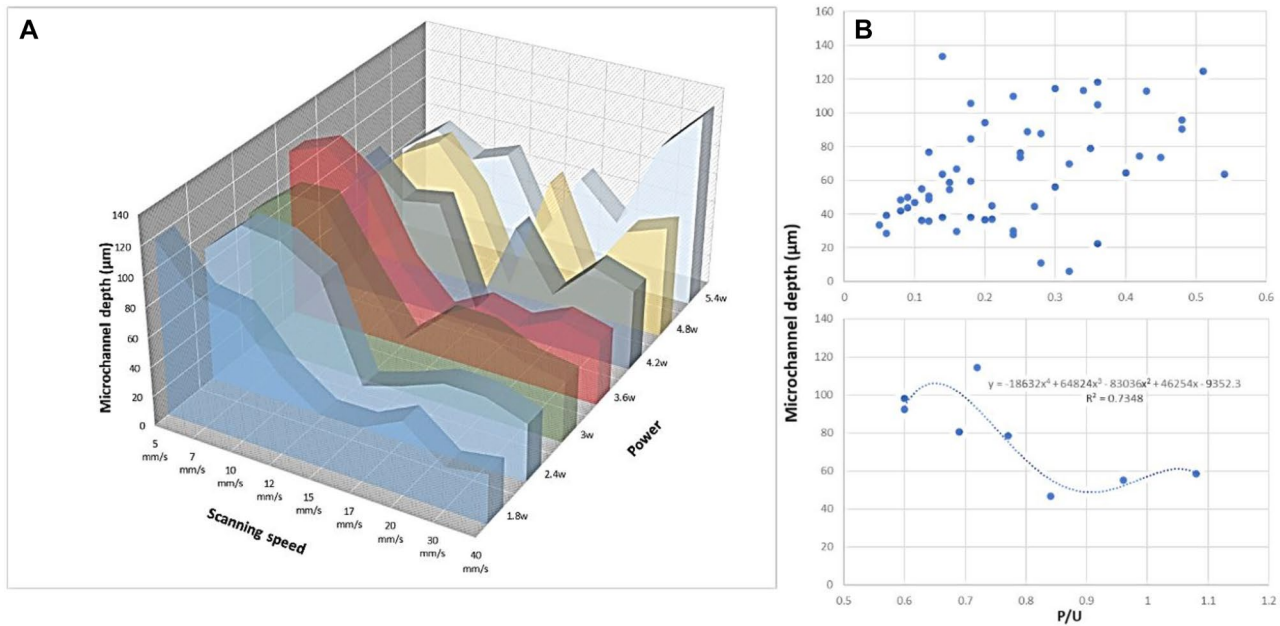 A
Microchannel depth (μm)
140
120
100
80
60
40
20
0
5
mm/s
7
mm/s
10
mm/s
12
mm/s
15
mm/s
17
mm/s
20
mm/s
30
mm/s
40
mm/s
Scanning speed
1.8w
2.4w
3w
3.6w
4.2w
4.8w
5.4w
Power
B
Microchannel depth (μm)
160
140
120
100
80
60
40
20
0
0
0.1
0.2
0.3
0.4
0.5
0.6
140
120
100
80
60
40
20
0
y = -18632x⁴ + 64824x³ - 83036x² + 46254x - 9352.3
R² = 0.7348
0.5
0.6
0.7
0.8
0.9
1
1.1
1.2
P/U